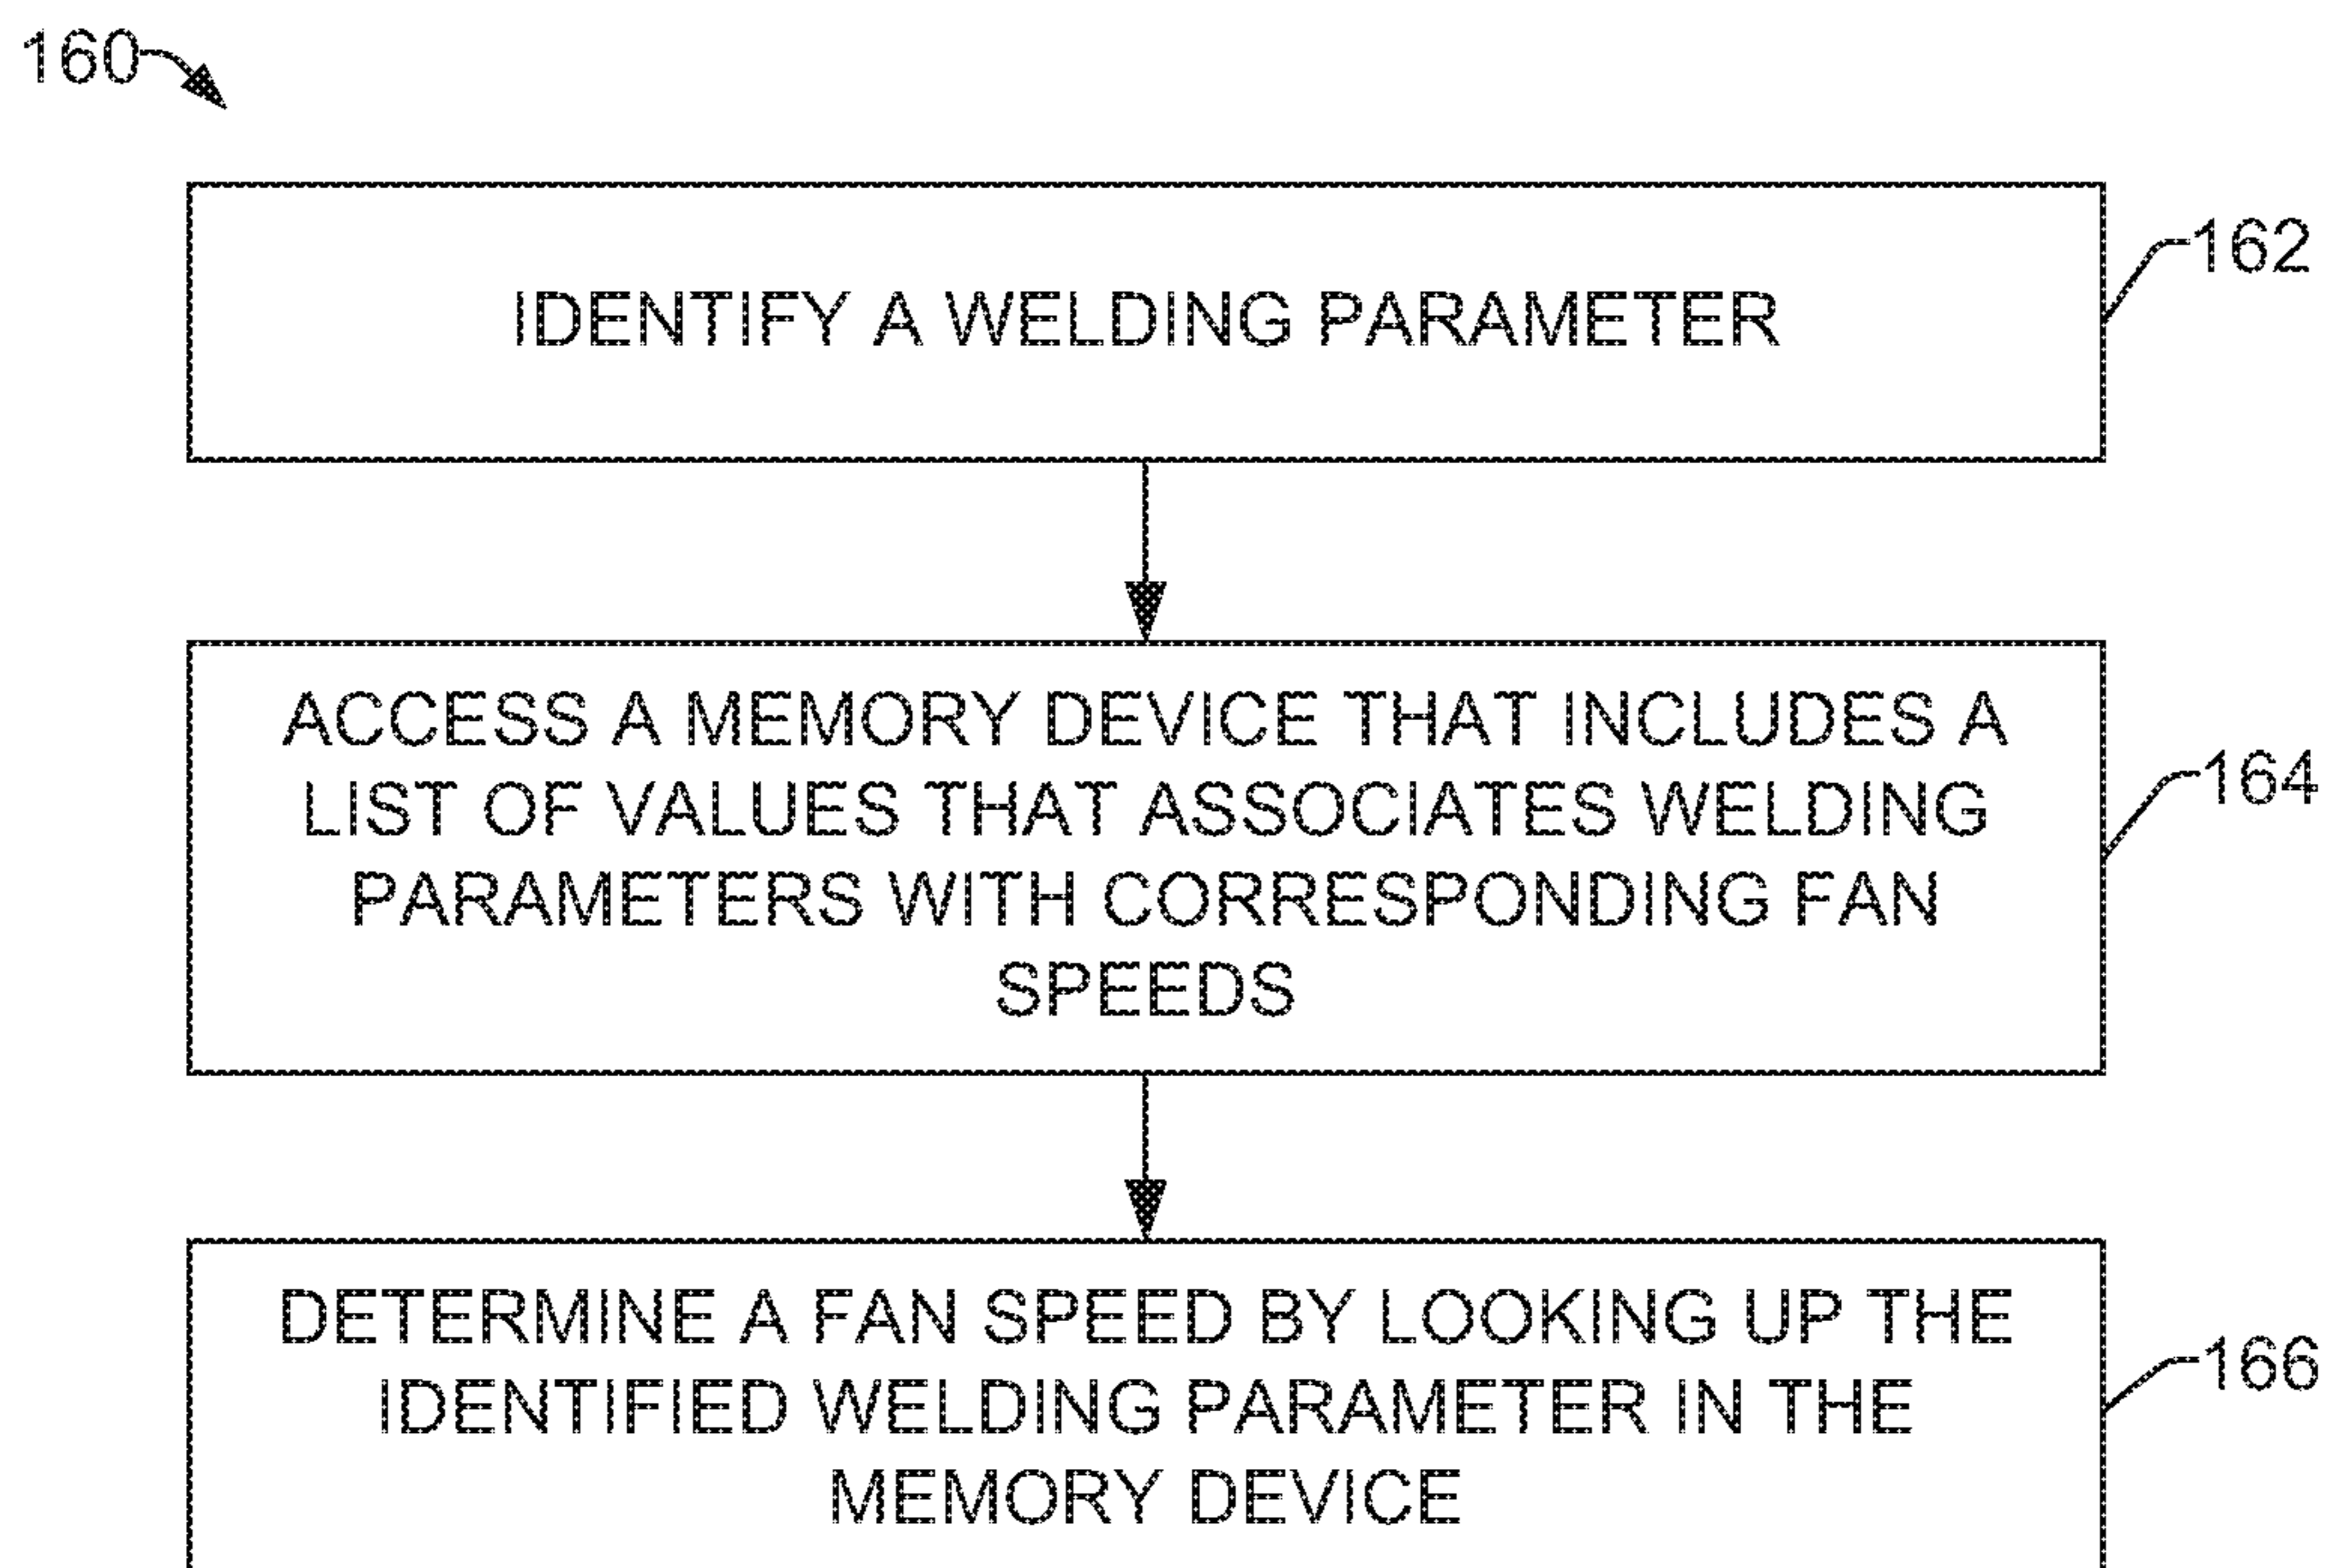 160
IDENTIFY A WELDING PARAMETER
162
ACCESS A MEMORY DEVICE THAT INCLUDES A
LIST OF VALUES THAT ASSOCIATES WELDING
PARAMETERS WITH CORRESPONDING FAN
SPEEDS
164
DETERMINE A FAN SPEED BY LOOKING UP THE
IDENTIFIED WELDING PARAMETER IN THE
MEMORY DEVICE
166